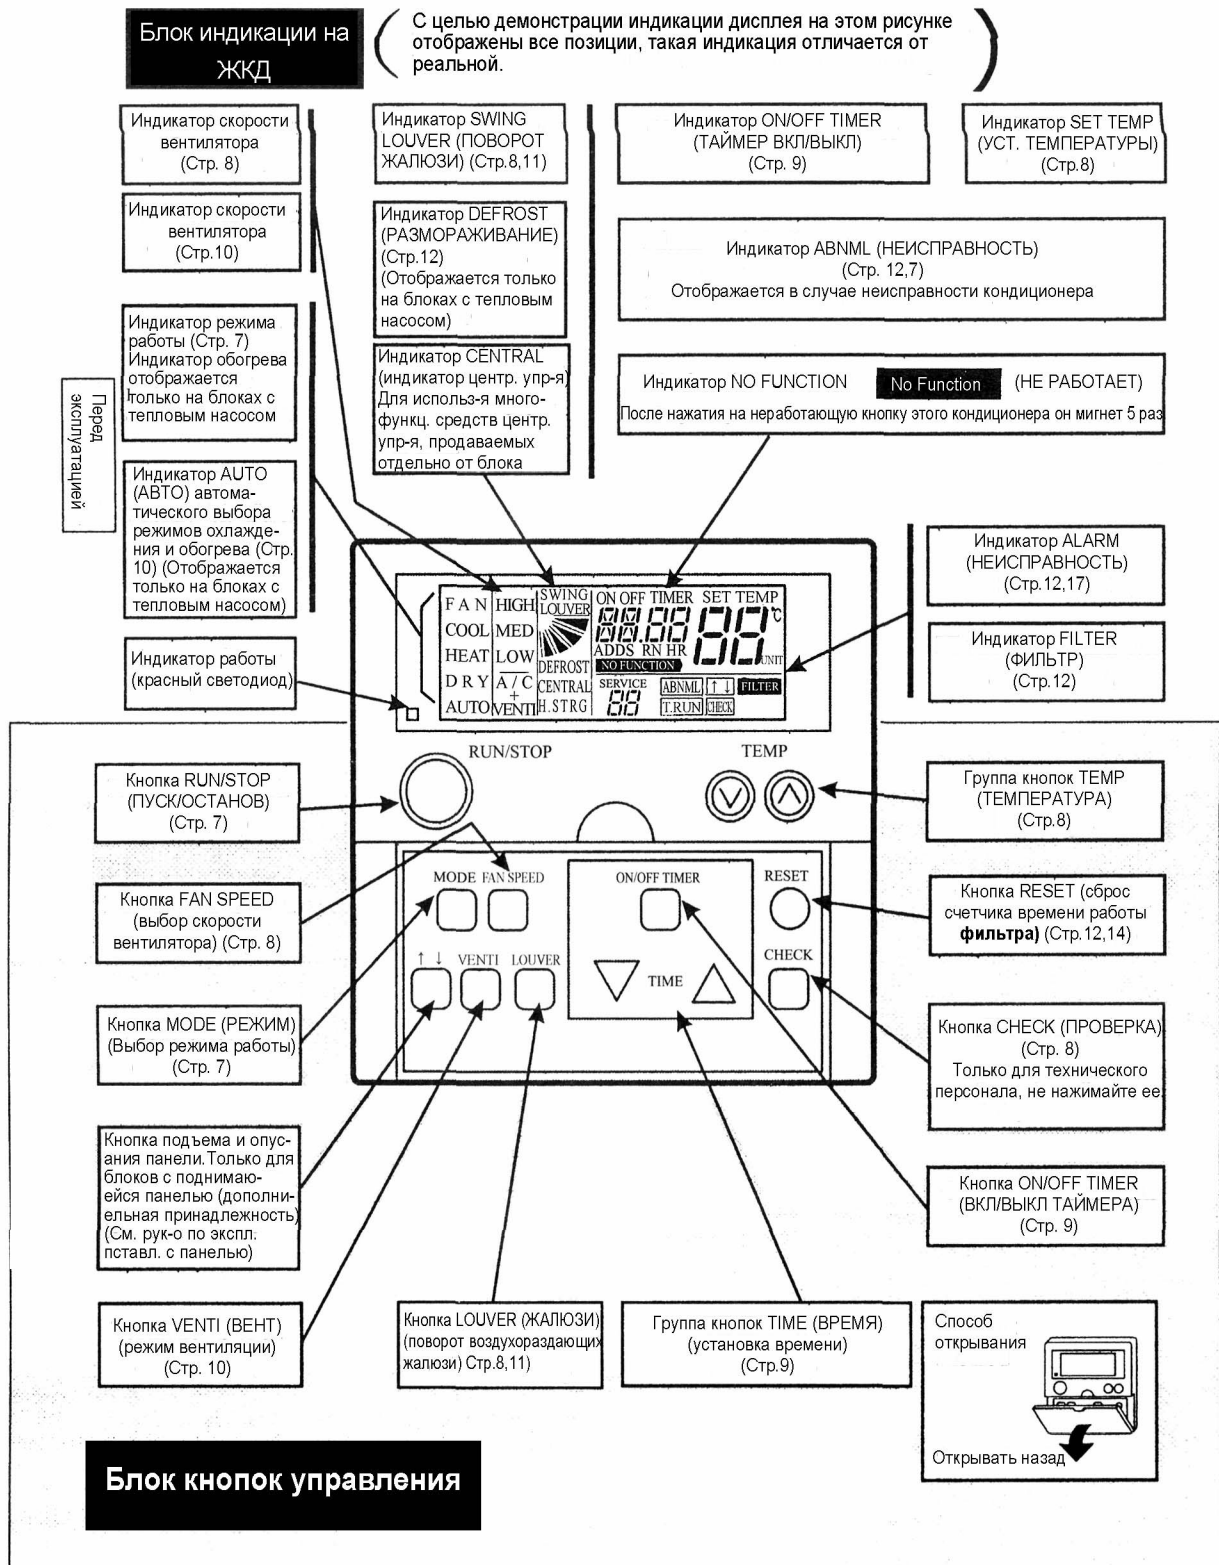 Блок индикации на
ЖКД
С целью демонстрации индикации дисплея на этом рисунке
отображены все позиции, такая индикация отличается от
реальной.
Индикатор скорости
вентилятора
(Стр. 8)
Индикатор скорости
вентилятора
(Стр.10)
Индикатор режима
работы (Стр. 7)
Индикатор обогрева
отображается
только на блоках с
тепловым насосом
Индикатор AUTO
(АВТО) автома-
тического выбора
режимов охлажде-
ния и обогрева (Стр.
10) (Отображается
только на блоках с
тепловым насосом)
Индикатор работы
(красный светодиод)
Перед
эксплуатацией
Индикатор SWING
LOUVER (ПОВОРОТ
ЖАЛЮЗИ) (Стр.8,11)
Индикатор DEFROST
(РАЗМОРАЖИВАНИЕ)
(Стр.12)
(Отображается только
на блоках с тепловым
насосом)
Индикатор CENTRAL
(индикатор центр. упр-я)
Для использ-я много-
функц. средств центр.
упр-я, продаваемых
отдельно от блока
Индикатор ON/OFF TIMER
(ТАЙМЕР ВКЛ/ВЫКЛ)
(Стр. 9)
Индикатор SET TEMP
(УСТ. ТЕМПЕРАТУРЫ)
(Стр.8)
Индикатор ABNML (НЕИСПРАВНОСТЬ)
(Стр. 12,7)
Отображается в случае неисправности кондиционера
Индикатор NO FUNCTION No Function (НЕ РАБОТАЕТ)
После нажатия на неработающую кнопку этого кондиционера он мигнет 5 раз
Индикатор ALARM
(НЕИСПРАВНОСТЬ)
(Стр.12,17)
Индикатор FILTER
(ФИЛЬТР)
(Стр.12)
FAN
COOL
HEAT
DRY
AUTO
HIGH
MED
LOW
A/C
+
VENTI
SWING
LOUVER
DEFROST
CENTRAL
H.STRG
ON OFF TIMER SET TEMP
88.88 88 °C
ADDS RN HR
UNIT
NO FUNCTION
SERVICE
88
ABNML ↑ ↓ FILTER
T.RUN CHECK
RUN/STOP
TEMP
MODE FAN SPEED
ON/OFF TIMER
RESET
↑ ↓ VENTI LOUVER
TIME
CHECK
Кнопка RUN/STOP
(ПУСК/ОСТАНОВ)
(Стр. 7)
Кнопка FAN SPEED
(выбор скорости
вентилятора) (Стр. 8)
Кнопка MODE (РЕЖИМ)
(Выбор режима работы)
(Стр. 7)
Кнопка подъема и опус-
ания панели.Только для
блоков с поднимаю-
ейся панелью (дополни-
ельная принадлежность)
(См. рук-о по экспл.
пставл. с панелью)
Кнопка VENTI (ВЕНТ)
(режим вентиляции)
(Стр. 10)
Кнопка LOUVER (ЖАЛЮЗИ)
(поворот воздухораздающих
жалюзи) Стр.8,11)
Группа кнопок TIME (ВРЕМЯ)
(установка времени)
(Стр.9)
Группа кнопок TEMP
(ТЕМПЕРАТУРА)
(Стр.8)
Кнопка RESET (сброс
счетчика времени работы
фильтра) (Стр.12,14)
Кнопка CHECK (ПРОВЕРКА)
(Стр. 8)
Только для технического
персонала, не нажимайте ее.
Кнопка ON/OFF TIMER
(ВКЛ/ВЫКЛ ТАЙМЕРА)
(Стр. 9)
Способ
открывания
Открывать назад
Блок кнопок управления